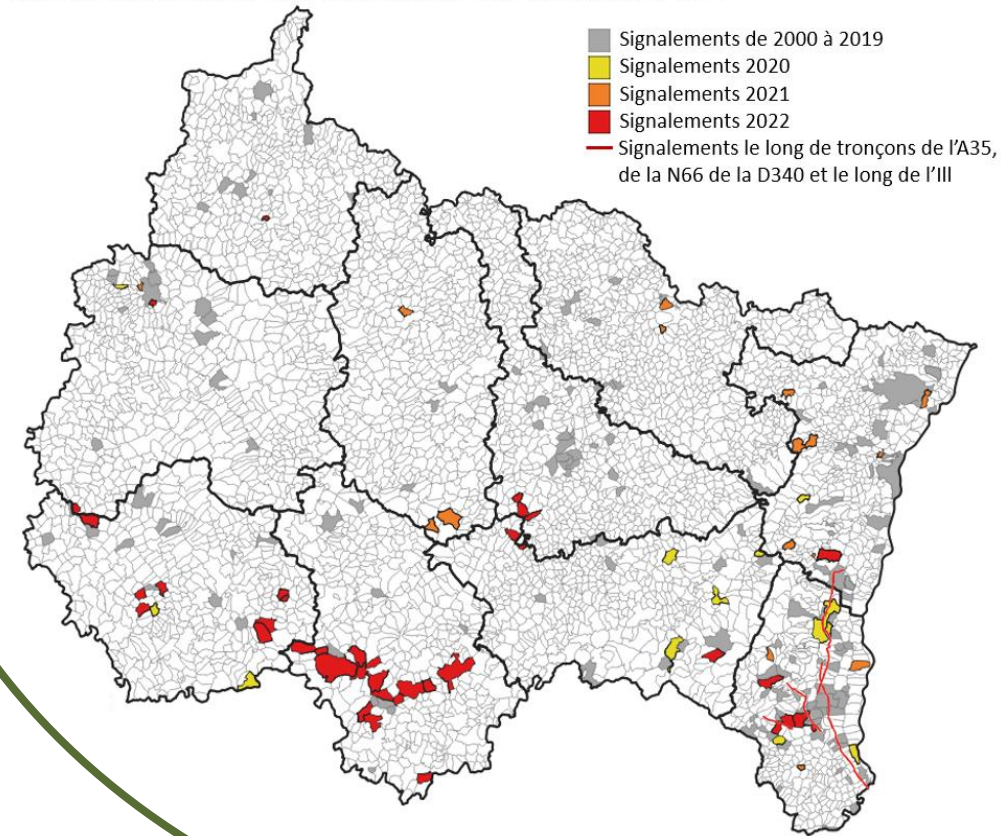 Signalements de 2000 à 2019
Signalements 2020
Signalements 2021
Signalements 2022
Signalements le long de tronçons de l’A35,
de la N66 de la D340 et le long de l’Ill